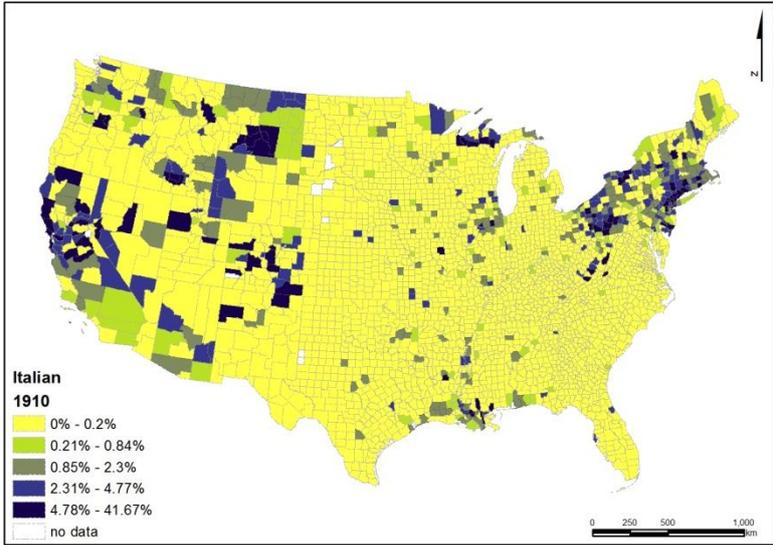 N
Italian
1910
0% - 0.2%
0.21% - 0.84%
0.85% - 2.3%
2.31% - 4.77%
4.78% - 41.67%
no data
0 250 500 1,000
km